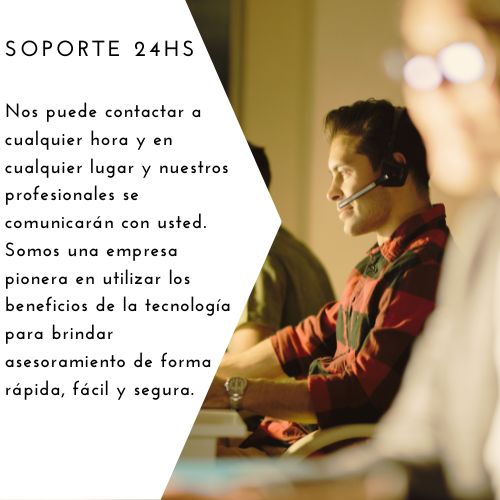 SOPORTE 24HS
Nos puede contactar a
cualquier hora y en
cualquier lugar y nuestros
profesionales se
comunicarán con usted.
Somos una empresa
pionera en utilizar los
beneficios de la tecnología
para brindar
asesoramiento de forma
rápida, fácil y segura.